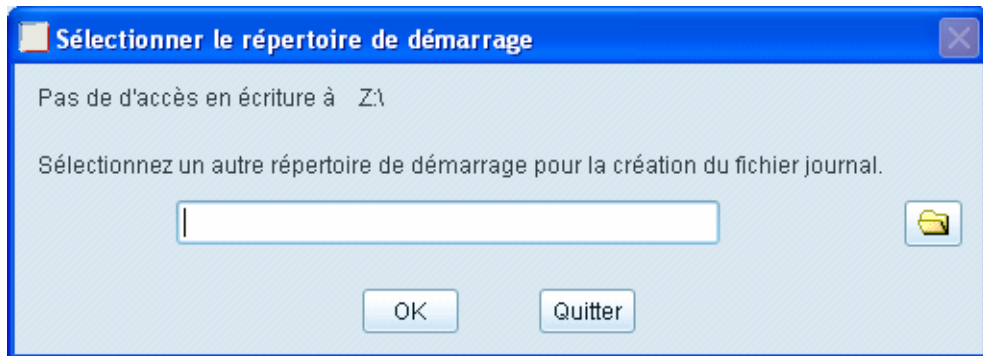 Sélectionner le répertoire de démarrage
Pas de d'accès en écriture à Z:\
Sélectionnez un autre répertoire de démarrage pour la création du fichier journal.
OK Quitter